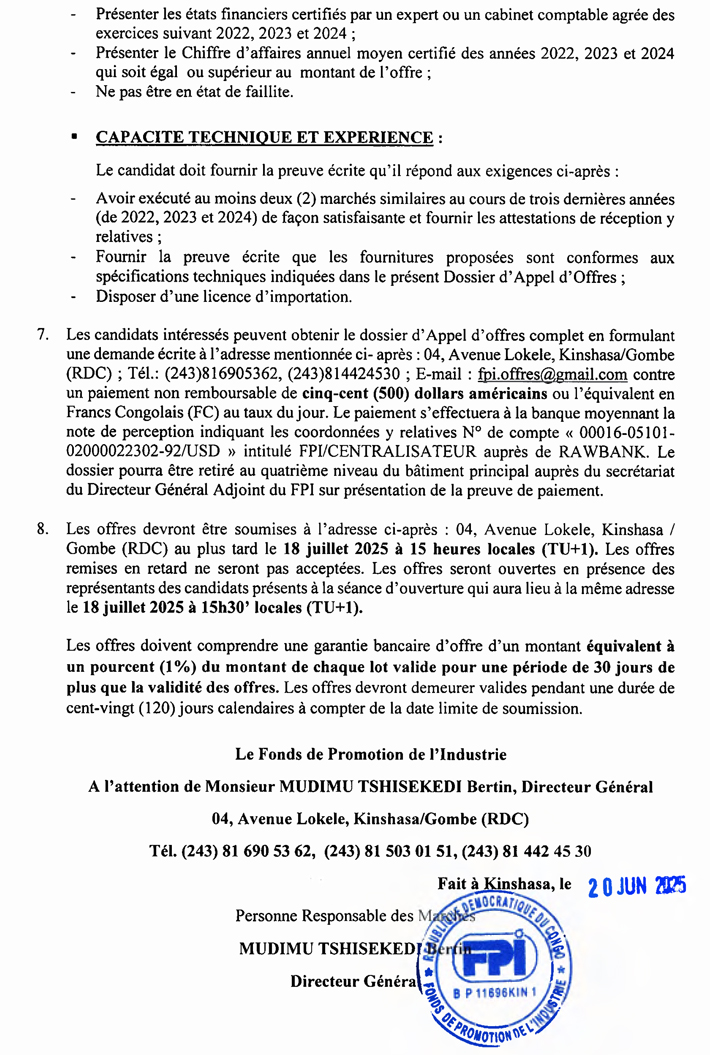 - Présenter les états financiers certifiés par un expert ou un cabinet comptable agrée des
exercices suivant 2022, 2023 et 2024 ;
- Présenter le Chiffre d'affaires annuel moyen certifié des années 2022, 2023 et 2024
qui soit égal ou supérieur au montant de l'offre ;
- Ne pas être en état de faillite.
▪ CAPACITE TECHNIQUE ET EXPERIENCE :
Le candidat doit fournir la preuve écrite qu'il répond aux exigences ci-après :
- Avoir exécuté au moins deux (2) marchés similaires au cours de trois dernières années
(de 2022, 2023 et 2024) de façon satisfaisante et fournir les attestations de réception y
relatives ;
- Fournir la preuve écrite que les fournitures proposées sont conformes aux
spécifications techniques indiquées dans le présent Dossier d'Appel d'Offres ;
- Disposer d'une licence d'importation.
7. Les candidats intéressés peuvent obtenir le dossier d'Appel d'offres complet en formulant
une demande écrite à l'adresse mentionnée ci- après : 04, Avenue Lokele, Kinshasa/Gombe
(RDC) ; Tél.: (243)816905362, (243)814424530 ; E-mail : fpi.offres@gmail.com contre
un paiement non remboursable de cinq-cent (500) dollars américains ou l'équivalent en
Francs Congolais (FC) au taux du jour. Le paiement s'effectuera à la banque moyennant la
note de perception indiquant les coordonnées y relatives N° de compte « 00016-05101-
02000022302-92/USD » intitulé FPI/CENTRALISATEUR auprès de RAWBANK. Le
dossier pourra être retiré au quatrième niveau du bâtiment principal auprès du secrétariat
du Directeur Général Adjoint du FPI sur présentation de la preuve de paiement.
8. Les offres devront être soumises à l'adresse ci-après : 04, Avenue Lokele, Kinshasa /
Gombe (RDC) au plus tard le 18 juillet 2025 à 15 heures locales (TU+1). Les offres
remises en retard ne seront pas acceptées. Les offres seront ouvertes en présence des
représentants des candidats présents à la séance d'ouverture qui aura lieu à la même adresse
le 18 juillet 2025 à 15h30' locales (TU+1).
Les offres doivent comprendre une garantie bancaire d'offre d'un montant équivalent à
un pourcent (1%) du montant de chaque lot valide pour une période de 30 jours de
plus que la validité des offres. Les offres devront demeurer valides pendant une durée de
cent-vingt (120) jours calendaires à compter de la date limite de soumission.
Le Fonds de Promotion de l'Industrie
A l'attention de Monsieur MUDIMU TSHISEKEDI Bertin, Directeur Général
04, Avenue Lokele, Kinshasa/Gombe (RDC)
Tél. (243) 81 690 53 62, (243) 81 503 01 51, (243) 81 442 45 30
Fait à Kinshasa, le 20 JUN 2025
Personne Responsable des Marchés
MUDIMU TSHISEKEDI Bertin
Directeur Général
REPUBLIQUE DEMOCRATIQUE DU CONGO
FPI
B P 11696KIN 1
FONDS DE PROMOTION DE L'INDUSTRIE